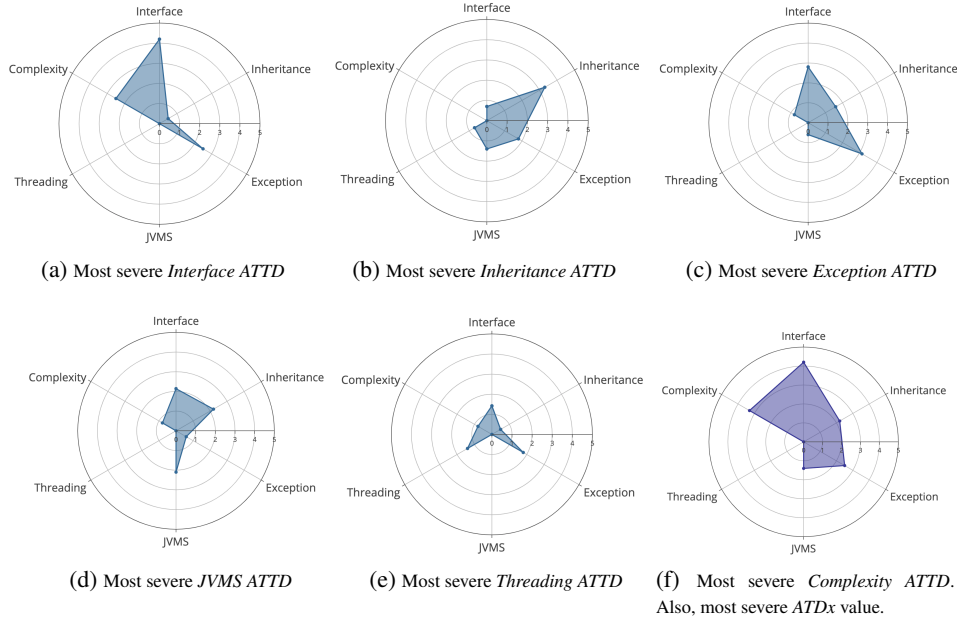 Interface
Complexity
Inheritance
0 1 2 3 4 5
Threading
Exception
JVMS
(a) Most severe Interface ATTD
Interface
Complexity
Inheritance
0 1 2 3 4 5
Threading
Exception
JVMS
(b) Most severe Inheritance ATTD
Interface
Complexity
Inheritance
0 1 2 3 4 5
Threading
Exception
JVMS
(c) Most severe Exception ATTD
Interface
Complexity
Inheritance
0 1 2 3 4 5
Threading
Exception
JVMS
(d) Most severe JVMS ATTD
Interface
Complexity
Inheritance
0 1 2 3 4 5
Threading
Exception
JVMS
(e) Most severe Threading ATTD
Interface
Complexity
Inheritance
0 1 2 3 4 5
Threading
Exception
JVMS
(f) Most severe Complexity ATTD.
Also, most severe ATDx value.